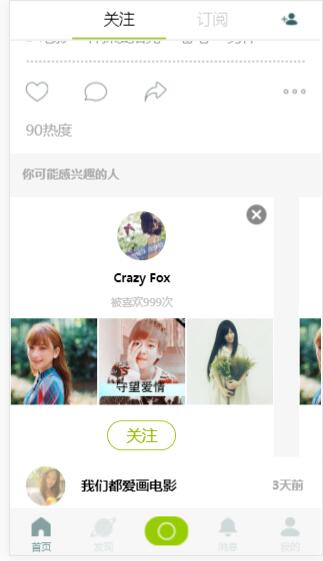 关注 订阅
90热度
你可能感兴趣的人
Crazy Fox
被喜欢999次
守望爱情
关注
我们都爱画电影 3天前
首页 发现 消息 我的